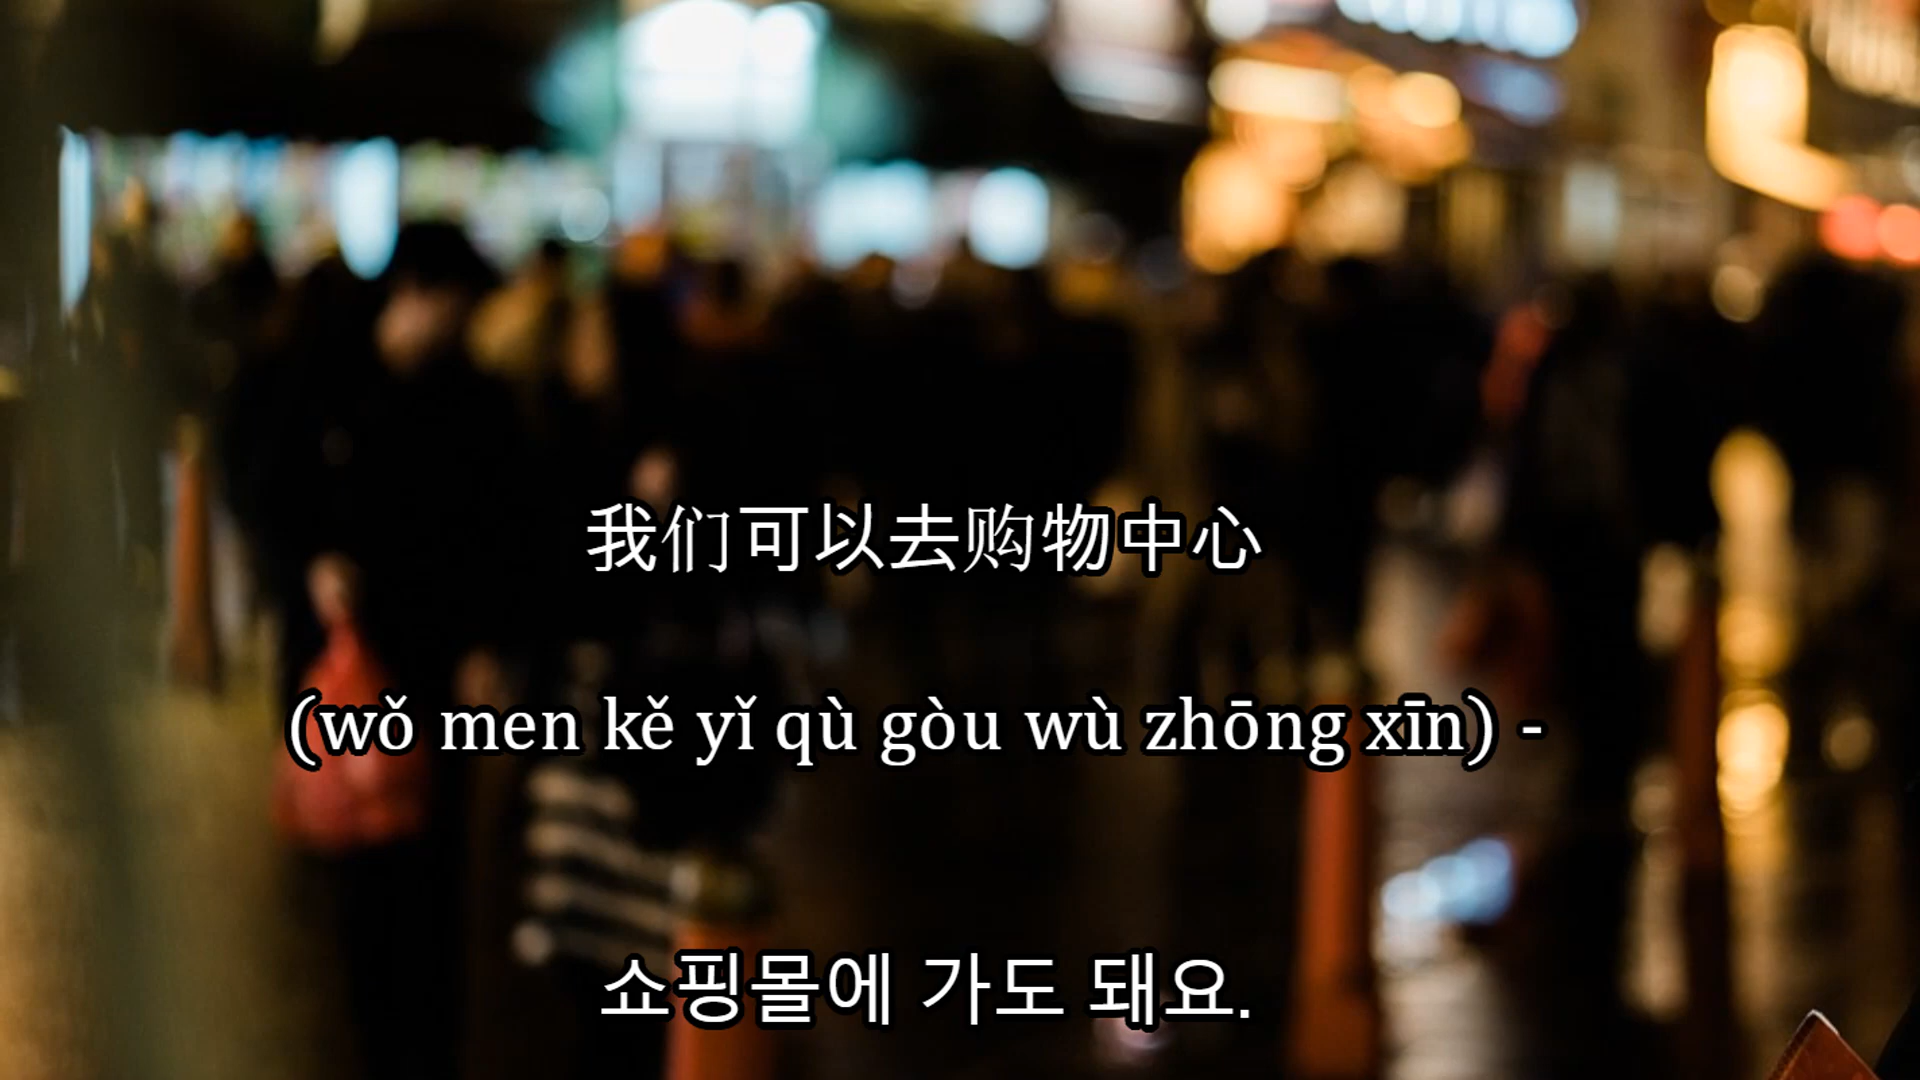 我们可以去购物中心
(wǒ men kě yǐ qù gòu wù zhōng xīn) -
쇼핑몰에 가도 돼요.